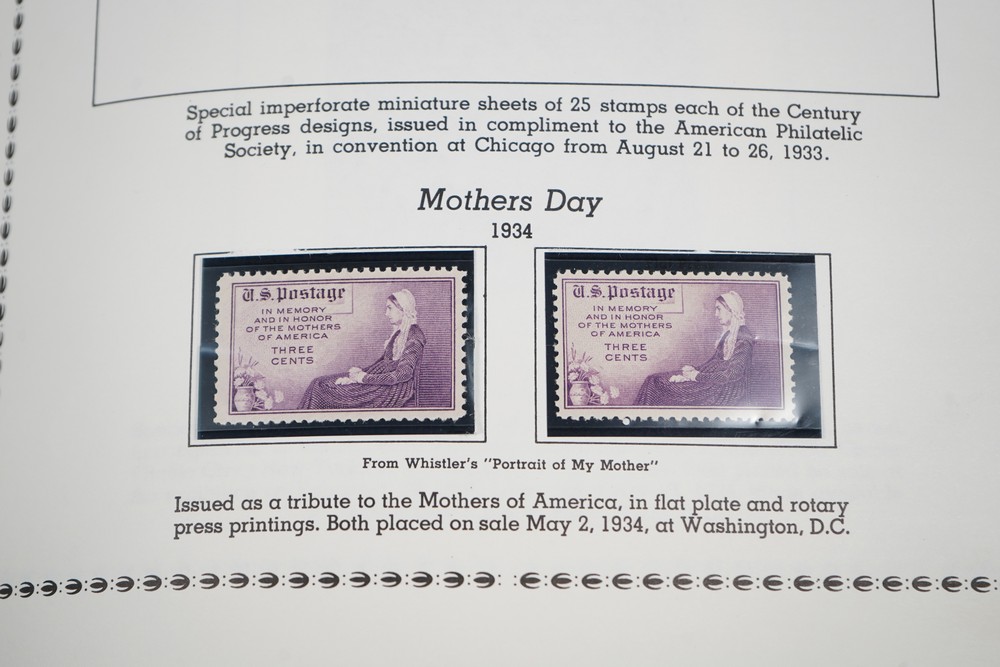 Special imperforate miniature sheets of 25 stamps each of the Century
of Progress designs, issued in compliment to the American Philatelic
Society, in convention at Chicago from August 21 to 26, 1933.
Mothers Day
1934
U.S. Postage
IN MEMORY
AND IN HONOR
OF THE MOTHERS
OF AMERICA
THREE
CENTS
U.S. Postage
IN MEMORY
AND IN HONOR
OF THE MOTHERS
OF AMERICA
THREE
CENTS
From Whistler's "Portrait of My Mother"
Issued as a tribute to the Mothers of America, in flat plate and rotary
press printings. Both placed on sale May 2, 1934, at Washington, D.C.